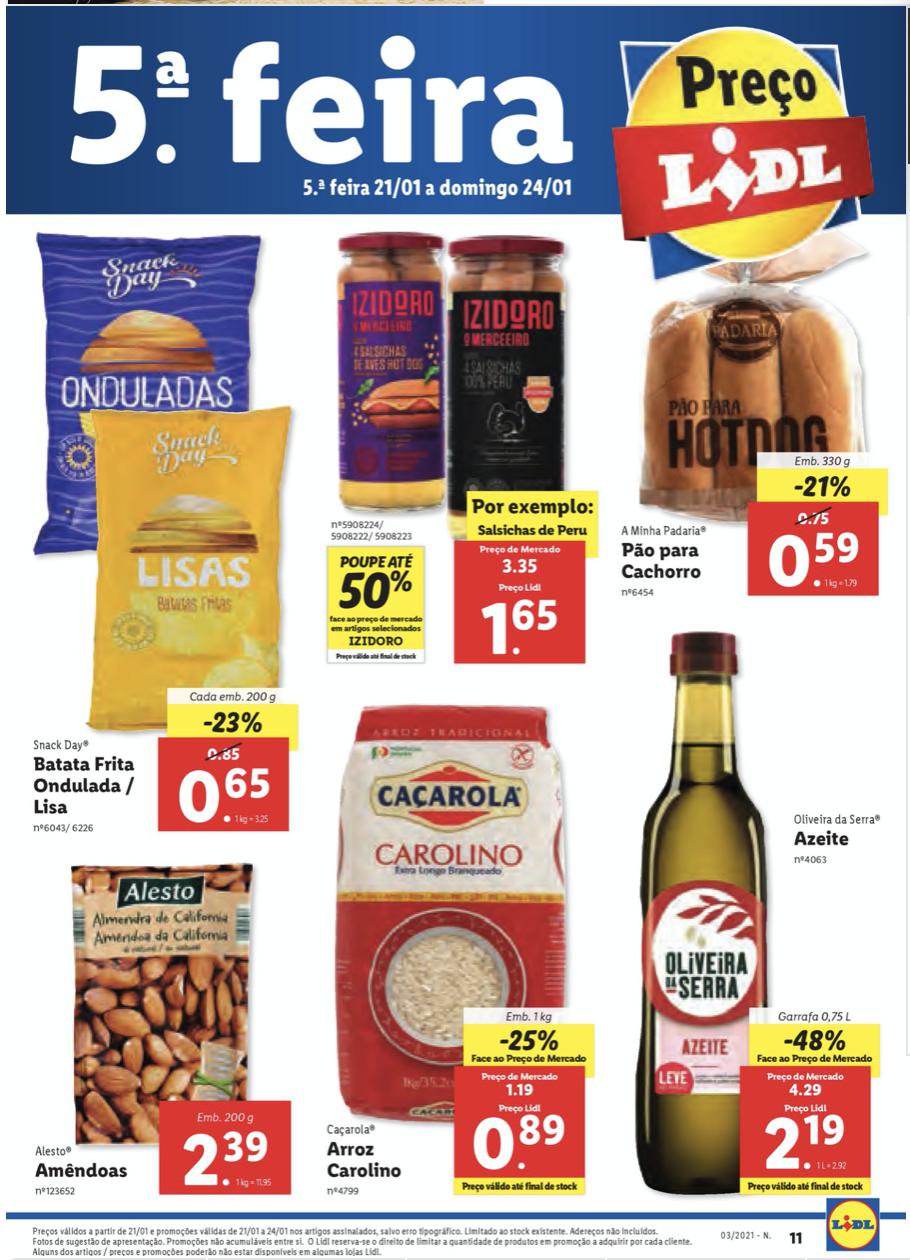 5.ª feira
5.ª feira 21/01 a domingo 24/01
Preço
LIDL
Snack
Day
ONDULADAS
Snack
Day
LISAS
Batatas Fritas
Cada emb. 200 g
-23%
0.85
0.65
• 1 kg = 3.25
Snack Day®
Batata Frita
Ondulada /
Lisa
nº6043/ 6226
IZIDORO
O MERCEEIRO
4 SALSICHAS
DE AVES HOT DOG
IZIDORO
O MERCEEIRO
4 SALSICHAS
100% PERU
nº5908224/
5908222/ 5908223
POUPE ATÉ
50%
face ao preço de mercado
em artigos selecionados
IZIDORO
Preço válido até final de stock
Por exemplo:
Salsichas de Peru
Preço de Mercado
3.35
Preço Lidl
1.65
PADARIA
PÃO PARA
HOTDOG
Emb. 330 g
-21%
0.75
0.59
• 1 kg = 1.79
A Minha Padaria®
Pão para
Cachorro
nº6454
Alesto
Almendra de California
Amêndoa da California
al natural / ao natural
Emb. 200 g
2.39
• 1 kg = 11.95
Alesto®
Amêndoas
nº123652
ARROZ TRADICIONAL
CAÇAROLA
CAROLINO
Extra Longo Branqueado
1kg/35.2oz
CAÇAROLA
Emb. 1 kg
-25%
Face ao Preço de Mercado
Preço de Mercado
1.19
Preço Lidl
0.89
Preço válido até final de stock
Caçarola®
Arroz
Carolino
nº4799
Oliveira da Serra®
Azeite
nº4063
OLIVEIRA
DA SERRA
AZEITE
LEVE
Garrafa 0,75 L
-48%
Face ao Preço de Mercado
Preço de Mercado
4.29
Preço Lidl
2.19
• 1 L = 2.92
Preço válido até final de stock
Preços válidos a partir de 21/01 e promoções válidas de 21/01 a 24/01 nos artigos assinalados, salvo erro tipográfico. Limitado ao stock existente. Adereços não incluídos.
Fotos de sugestão de apresentação. Promoções não acumuláveis entre si. O Lidl reserva-se o direito de limitar a quantidade de produtos em promoção a adquirir por cada cliente.
Alguns dos artigos / preços e promoções poderão não estar disponíveis em algumas lojas Lidl.
03/2021 - N.
11
LIDL